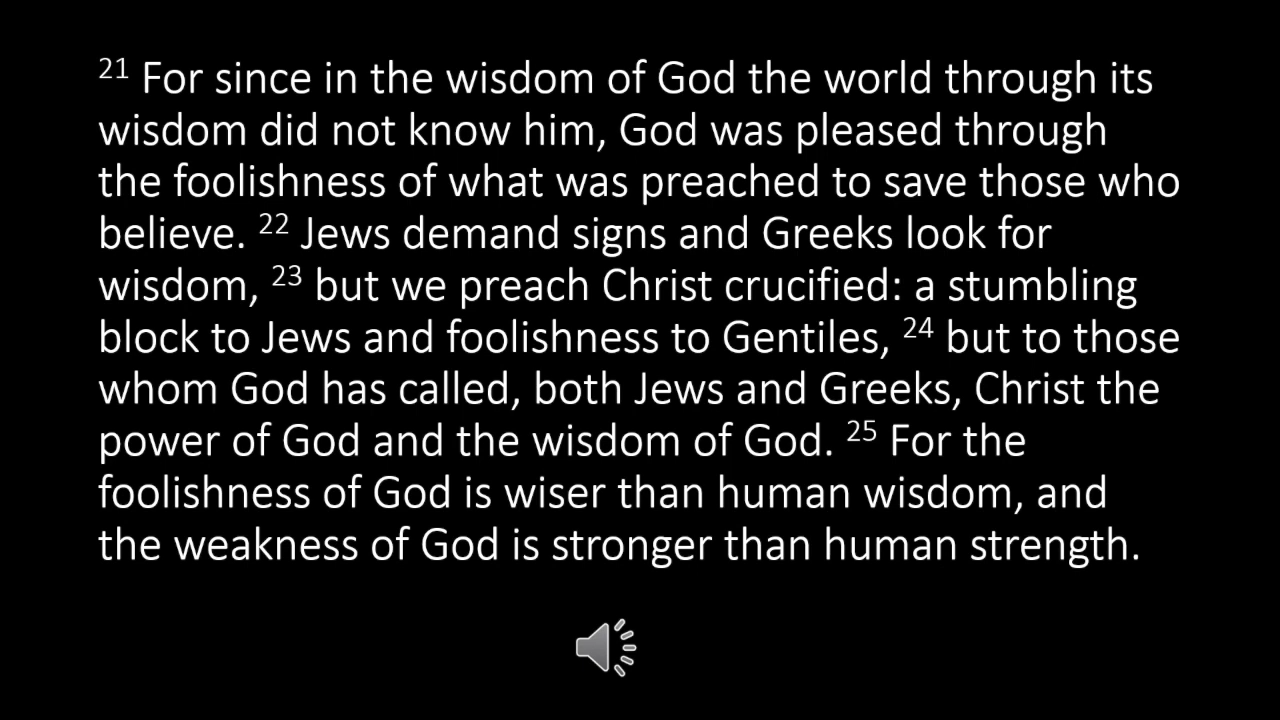 21 For since in the wisdom of God the world through its
wisdom did not know him, God was pleased through
the foolishness of what was preached to save those who
believe. 22 Jews demand signs and Greeks look for
wisdom, 23 but we preach Christ crucified: a stumbling
block to Jews and foolishness to Gentiles, 24 but to those
whom God has called, both Jews and Greeks, Christ the
power of God and the wisdom of God. 25 For the
foolishness of God is wiser than human wisdom, and
the weakness of God is stronger than human strength.